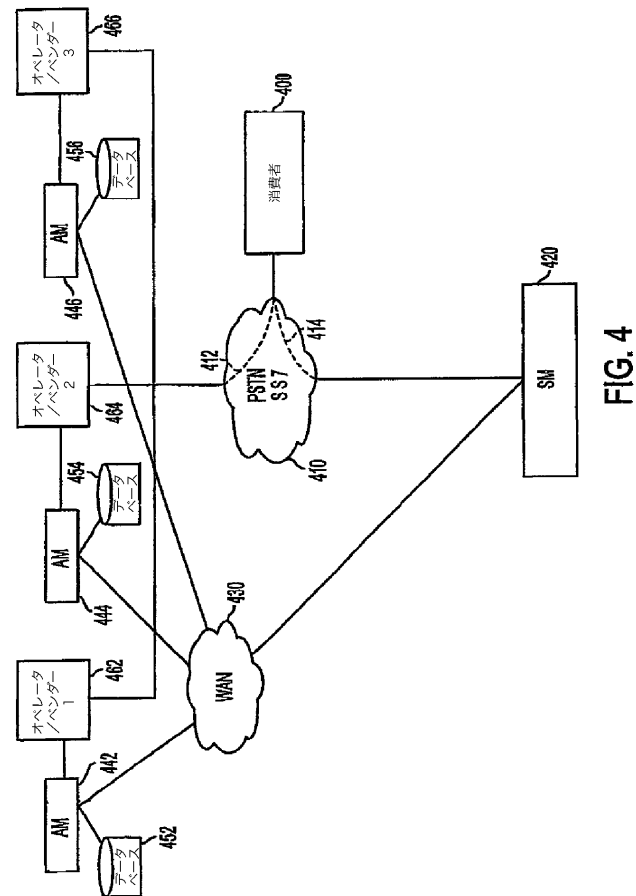 オペレータ
/ベンダー
1
462
AM
442
データ
ベース
452
オペレータ
/ベンダー
2
464
AM
444
データ
ベース
454
オペレータ
/ベンダー
3
466
AM
446
データ
ベース
458
WAN
430
PSTN
SS7
410
412
414
消費者
400
SM
420
FIG. 4